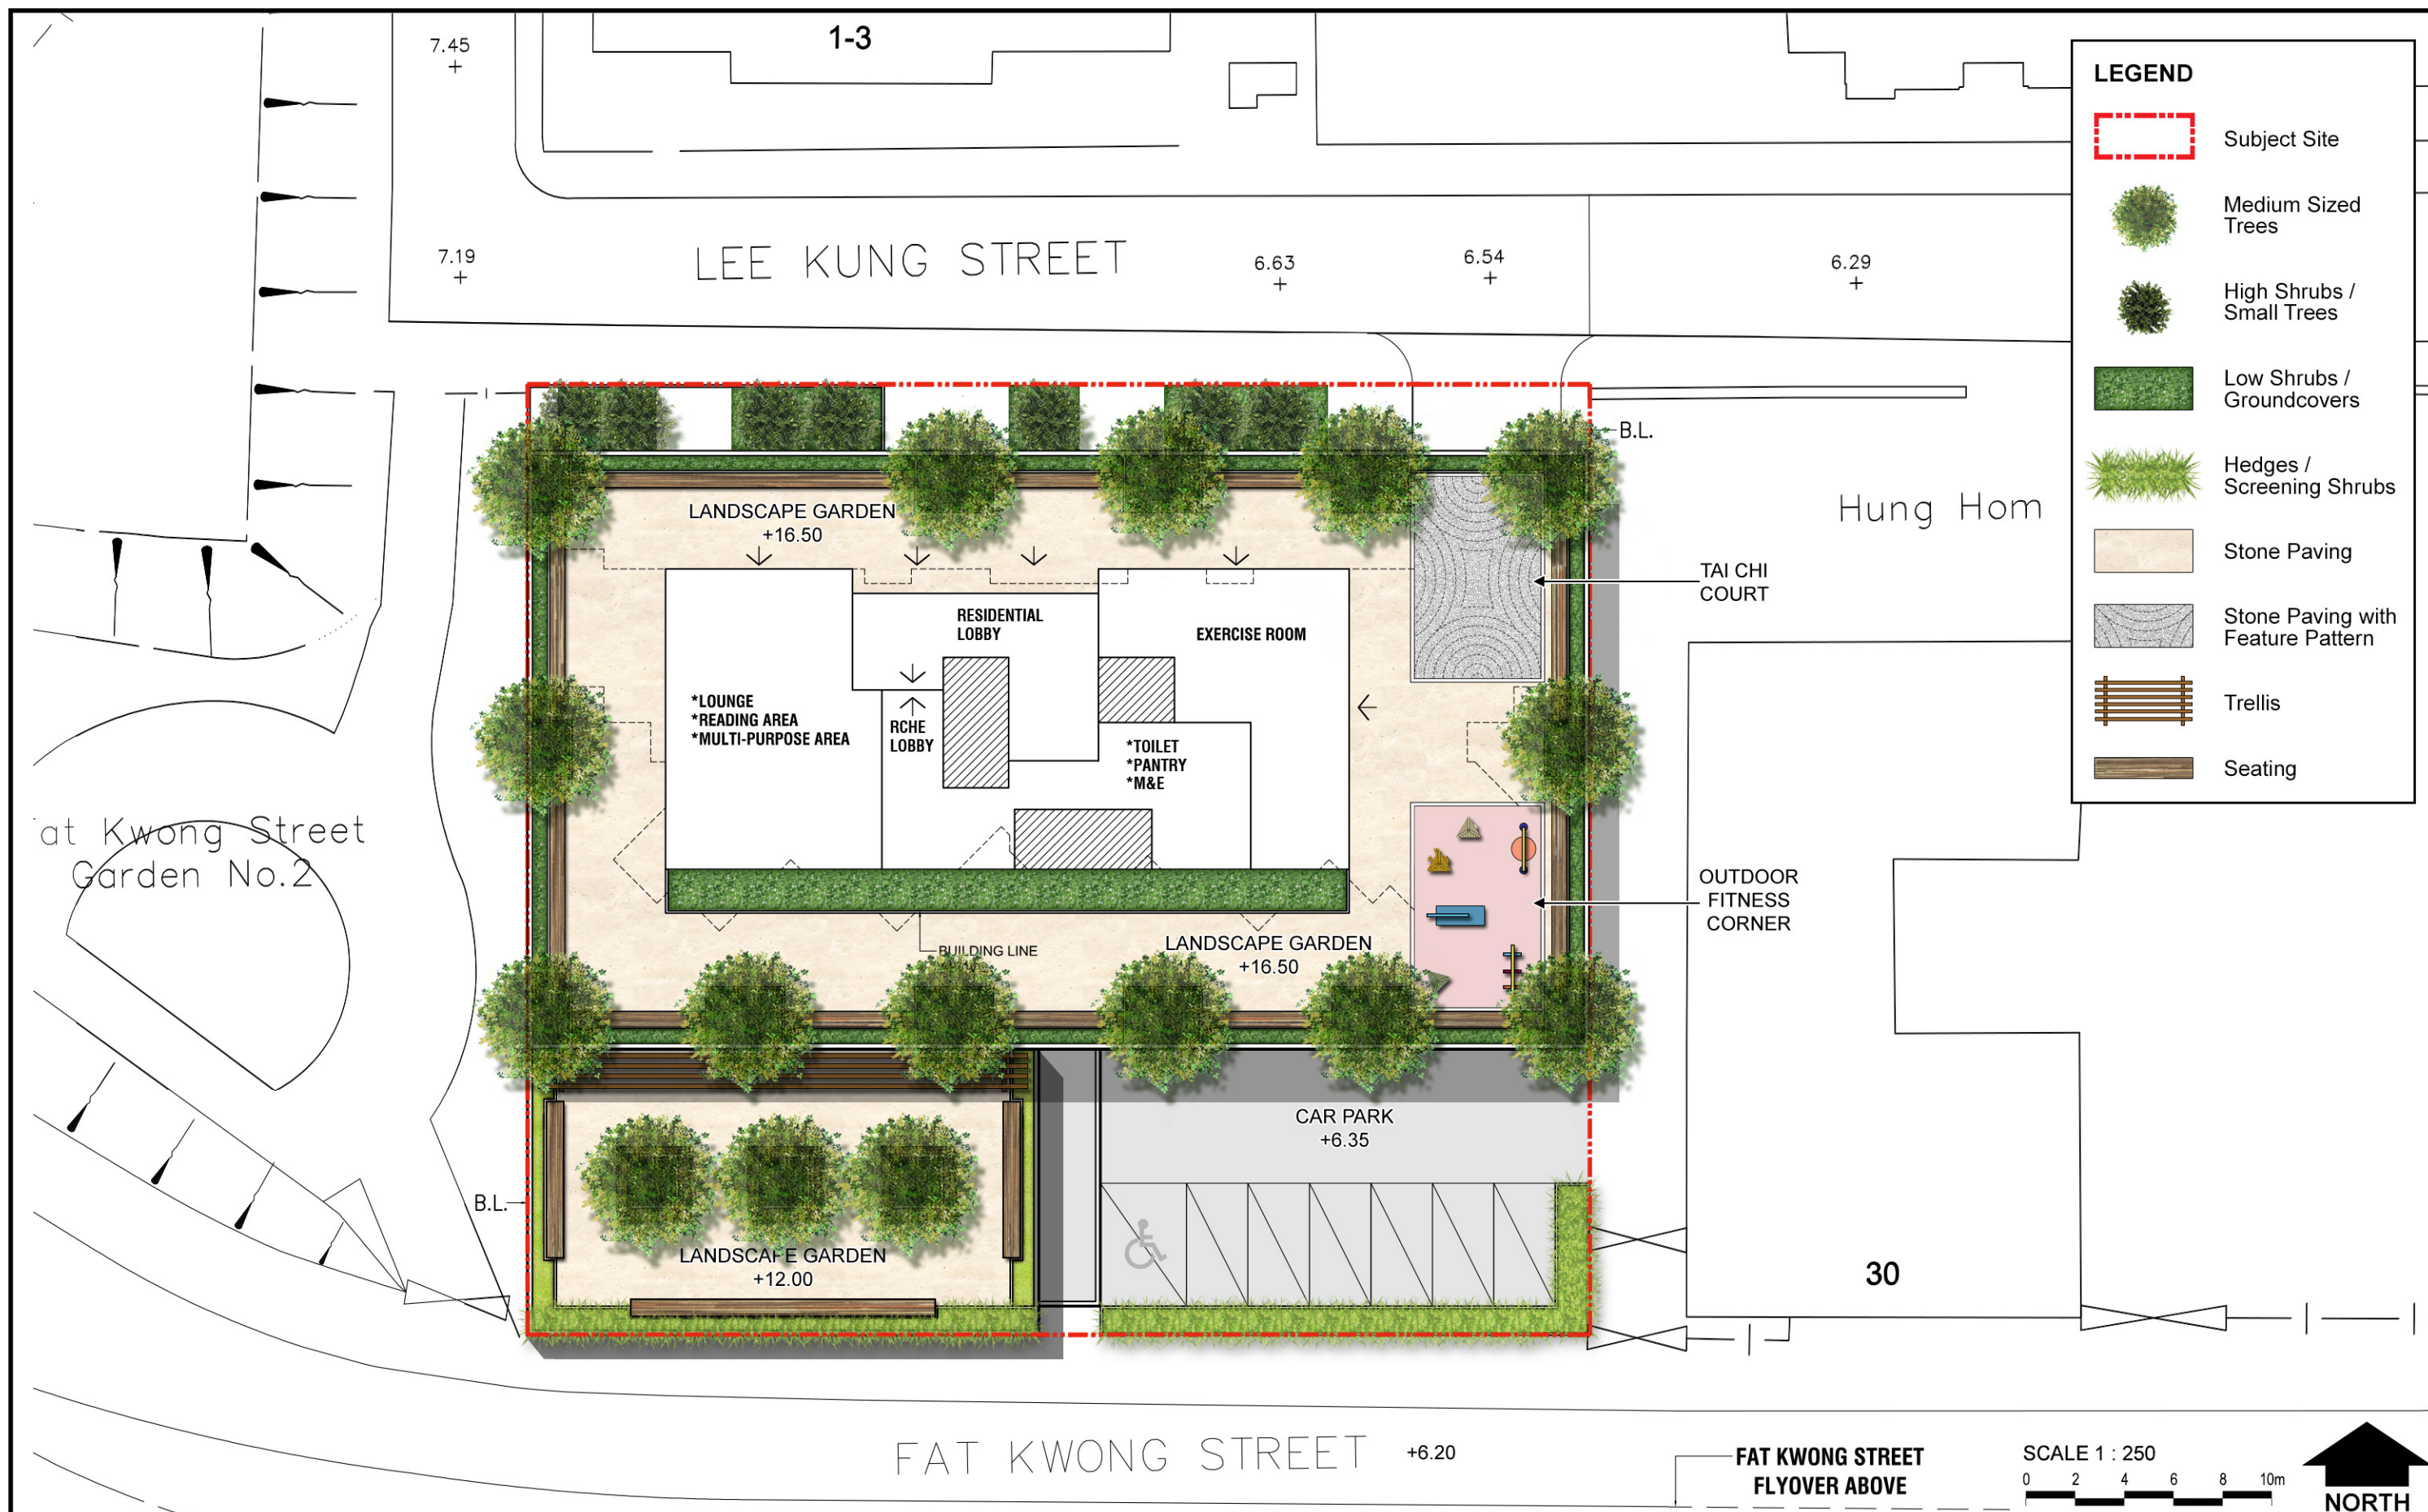 1-3
7.45
LEGEND
Subject Site
Medium Sized
Trees
High Shrubs /
Small Trees
Low Shrubs /
Groundcovers
Hedges /
Screening Shrubs
Stone Paving
Stone Paving with
Feature Pattern
Trellis
Seating
7.19
LEE KUNG STREET
6.63
6.54
6.29
B.L.
Hung Hom
LANDSCAPE GARDEN
+16.50
TAI CHI
COURT
RESIDENTIAL
LOBBY
EXERCISE ROOM
*LOUNGE
*READING AREA
*MULTI-PURPOSE AREA
RCHE
LOBBY
*TOILET
*PANTRY
*M&E
at Kwong Street
Garden No.2
OUTDOOR
FITNESS
CORNER
BUILDING LINE
LANDSCAPE GARDEN
+16.50
CAR PARK
+6.35
B.L.
LANDSCAPE GARDEN
+12.00
30
FAT KWONG STREET
+6.20
FAT KWONG STREET
FLYOVER ABOVE
SCALE 1 : 250
0 2 4 6 8 10m
NORTH